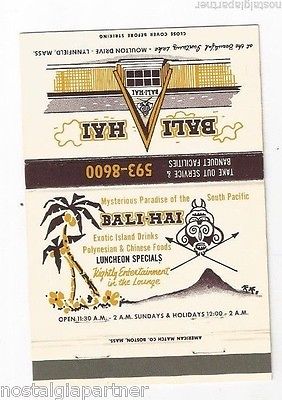 nostalgiapartner
CLOSE COVER BEFORE STRIKING
at the Beautiful Suntaug Lake • MOULTON DRIVE • LYNNFIELD, MASS.
BALI-HAI
BALI HAI
TAKE OUT SERVICE &
BANQUET FACILITIES
593-8600
Mysterious Paradise of the South Pacific
BALI-HAI
Exotic Island Drinks
Polynesian & Chinese Foods
LUNCHEON SPECIALS
Nightly Entertainment
in the Lounge
OPEN 11:30 A.M. - 2 A.M. SUNDAYS & HOLIDAYS 12:00 - 2 A.M.
AMERICAN MATCH CO. BOSTON, MASS.
nostalgiapartner